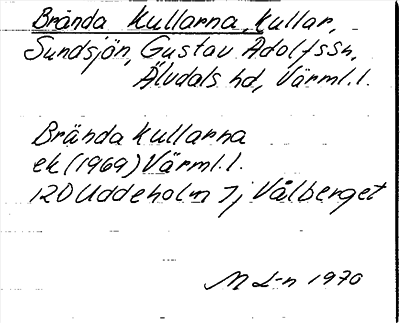 Brända Kullarna, kullar,
Sundsjön, Gustav Adolfs sn,
Älvdals hd, Värml. l.
Brända Kullarna
ek (1969) Värml. l.
12D Uddeholm 7j Vålberget
M L-n 1970